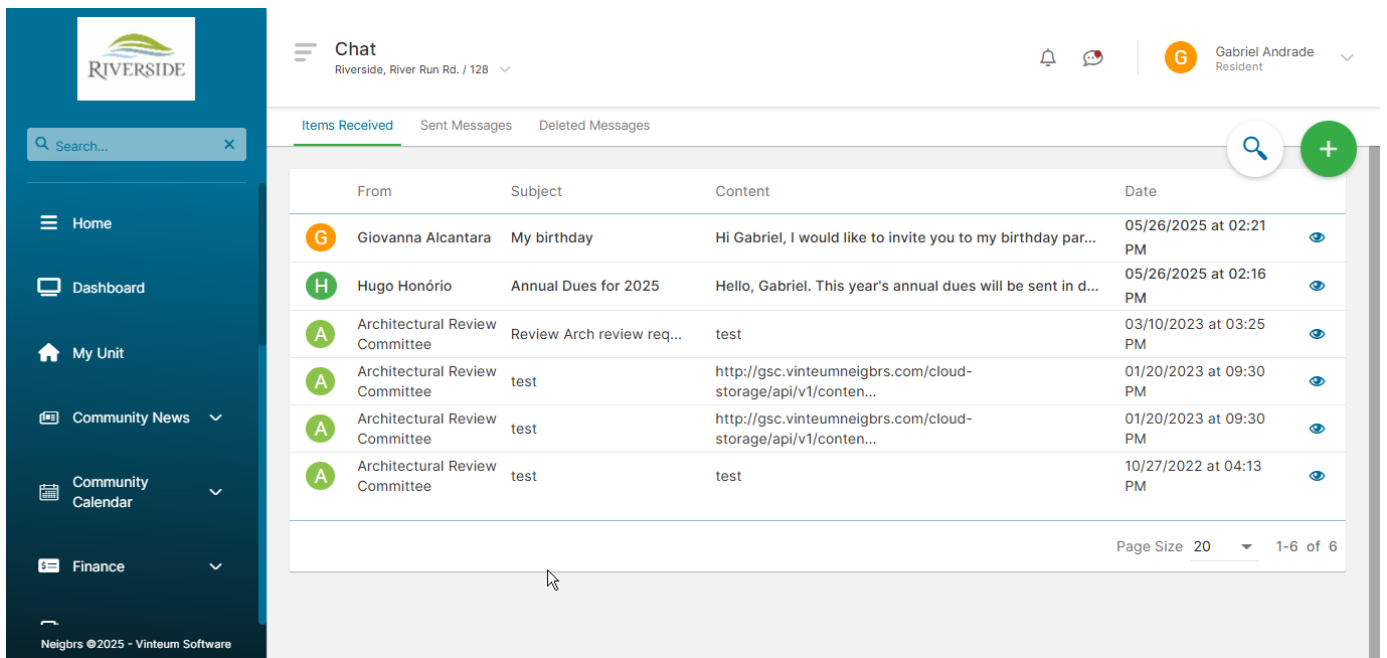 RIVERSIDE
Search...
Home
Dashboard
My Unit
Community News
Community
Calendar
Finance
Neigbrs ©2025 - Vinteum Software
Chat
Riverside, River Run Rd. / 128
G
Gabriel Andrade
Resident
Items Received Sent Messages Deleted Messages
From Subject Content Date
G Giovanna Alcantara My birthday Hi Gabriel, I would like to invite you to my birthday par... 05/26/2025 at 02:21
PM
H Hugo Honório Annual Dues for 2025 Hello, Gabriel. This year's annual dues will be sent in d... 05/26/2025 at 02:16
PM
A Architectural Review
Committee Review Arch review req... test 03/10/2023 at 03:25
PM
A Architectural Review
Committee test http://gsc.vinteumneigbrs.com/cloud-
storage/api/v1/conten... 01/20/2023 at 09:30
PM
A Architectural Review
Committee test http://gsc.vinteumneigbrs.com/cloud-
storage/api/v1/conten... 01/20/2023 at 09:30
PM
A Architectural Review
Committee test test 10/27/2022 at 04:13
PM
Page Size 20 1-6 of 6